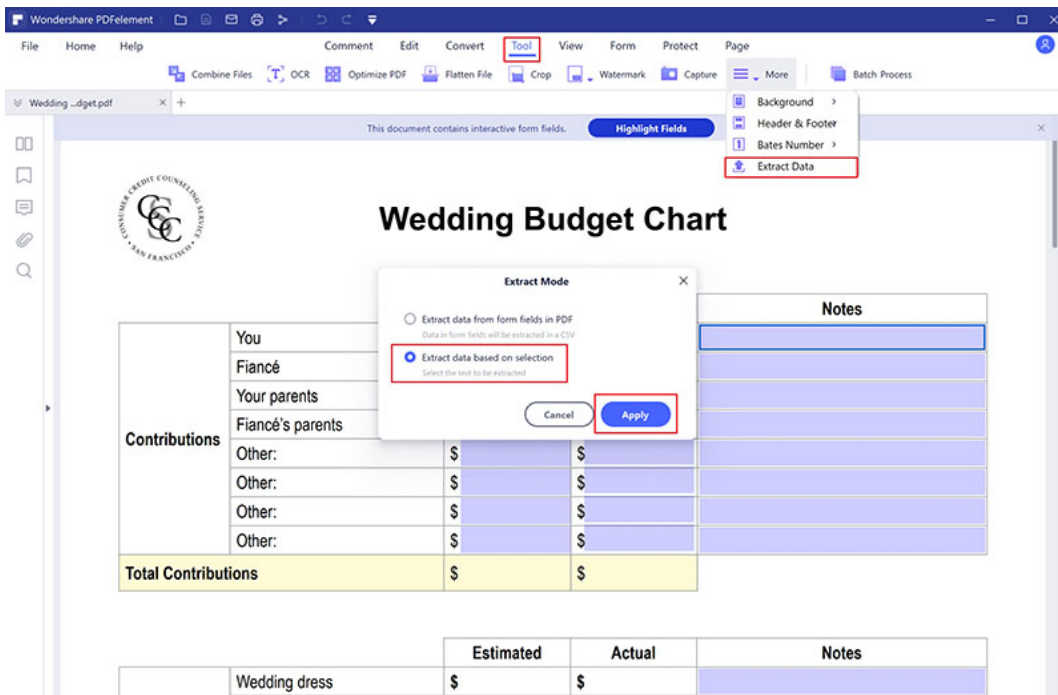 Wondershare PDFelement
File Home Help Comment Edit Convert Tool View Form Protect Page
Combine Files OCR Optimize PDF Flatten File Crop Watermark Capture More Batch Process
Wedding ...dget.pdf
Background
Header & Footer
Bates Number
Extract Data
This document contains interactive form fields. Highlight Fields
CONSUMER CREDIT COUNSELING SERVICE
CCCS
SAN FRANCISCO
Wedding Budget Chart
Extract Mode
Extract data from form fields in PDF
Data in form fields will be extracted in a CSV
Extract data based on selection
Select the text to be extracted
Cancel Apply
Notes
Contributions
You
Fiancé
Your parents
Fiancé's parents
Other: $ $
Other: $ $
Other: $ $
Other: $ $
Total Contributions $ $
Estimated Actual Notes
Wedding dress $ $